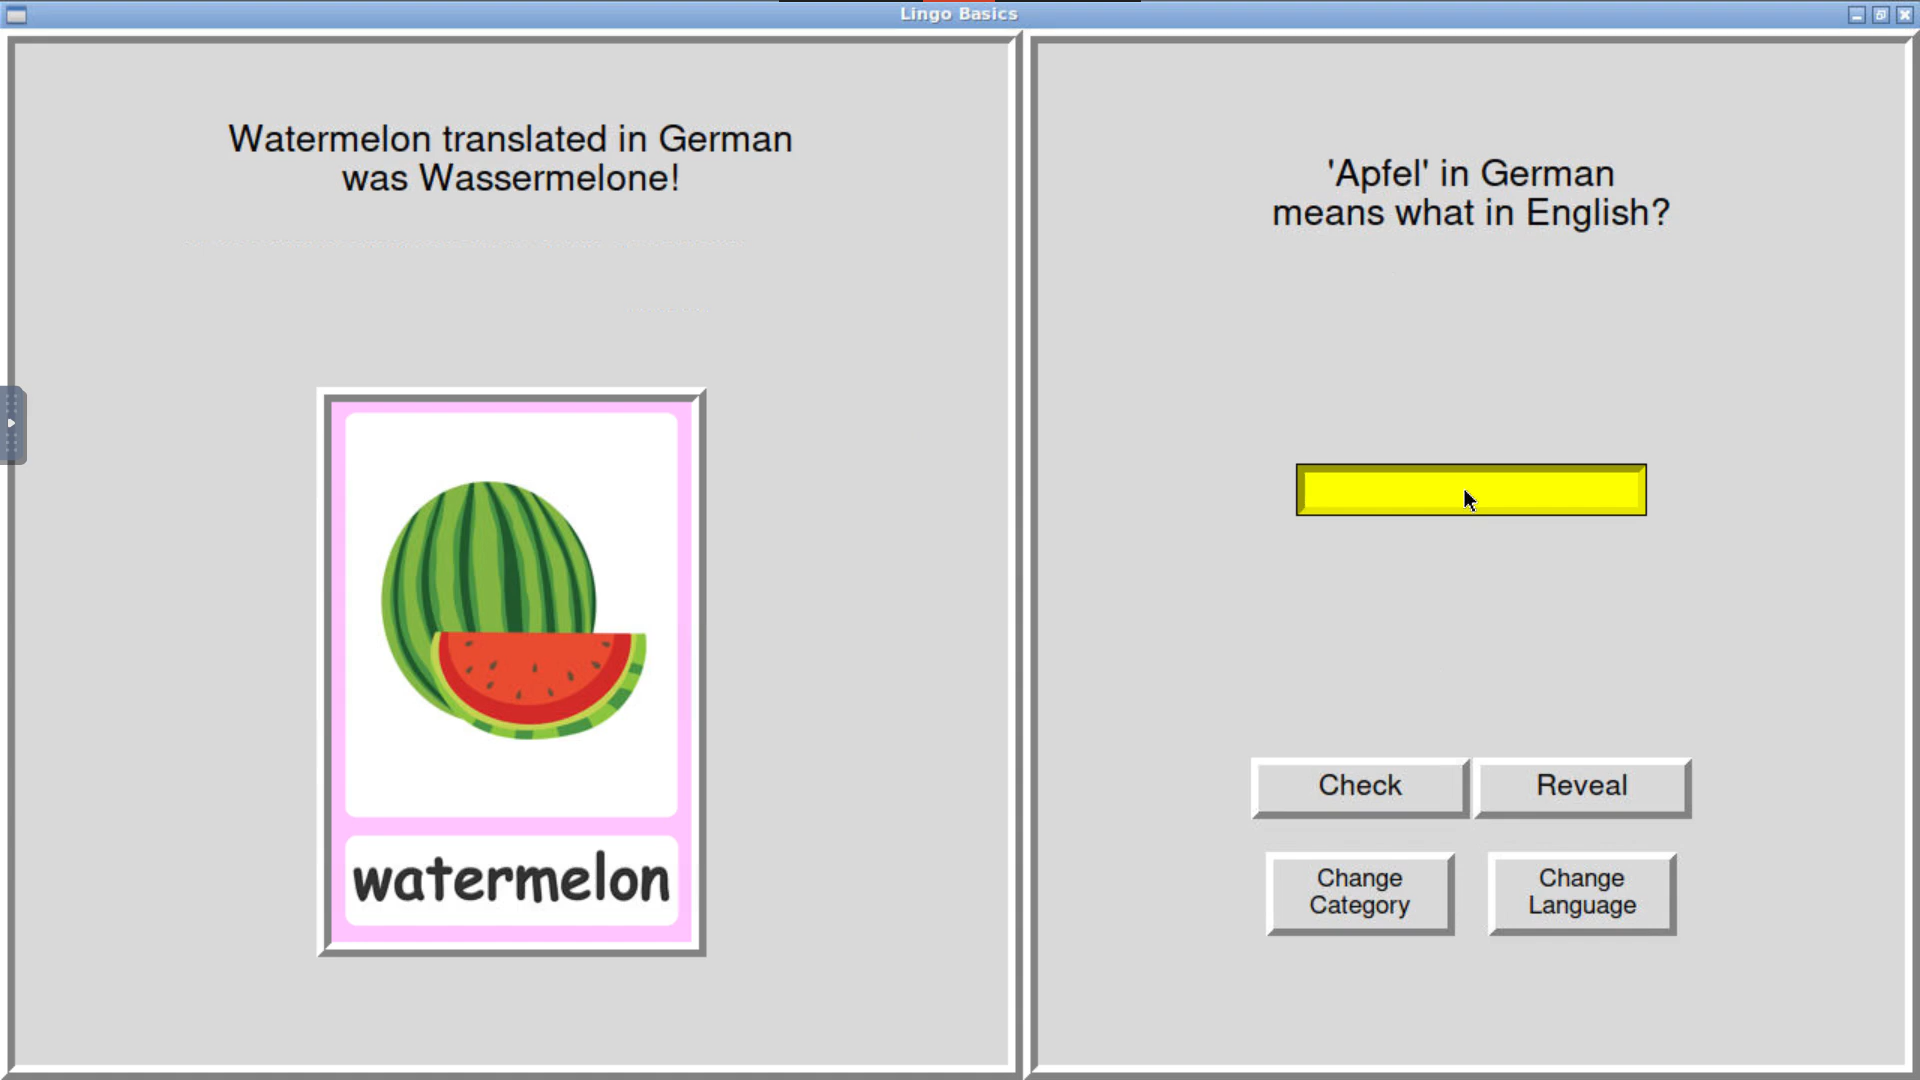 Lingo Basics
Watermelon translated in German
was Wassermelone!
watermelon
'Apfel' in German
means what in English?
Check
Reveal
Change
Category
Change
Language